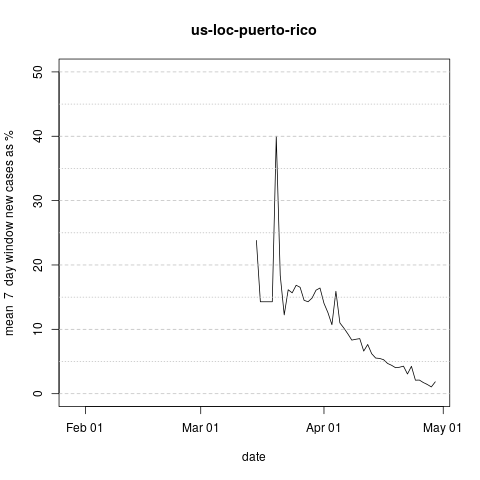 us-loc-puerto-rico
mean  7  day window new cases as %
50
40
30
20
10
0
Feb 01
Mar 01
Apr 01
May 01
date